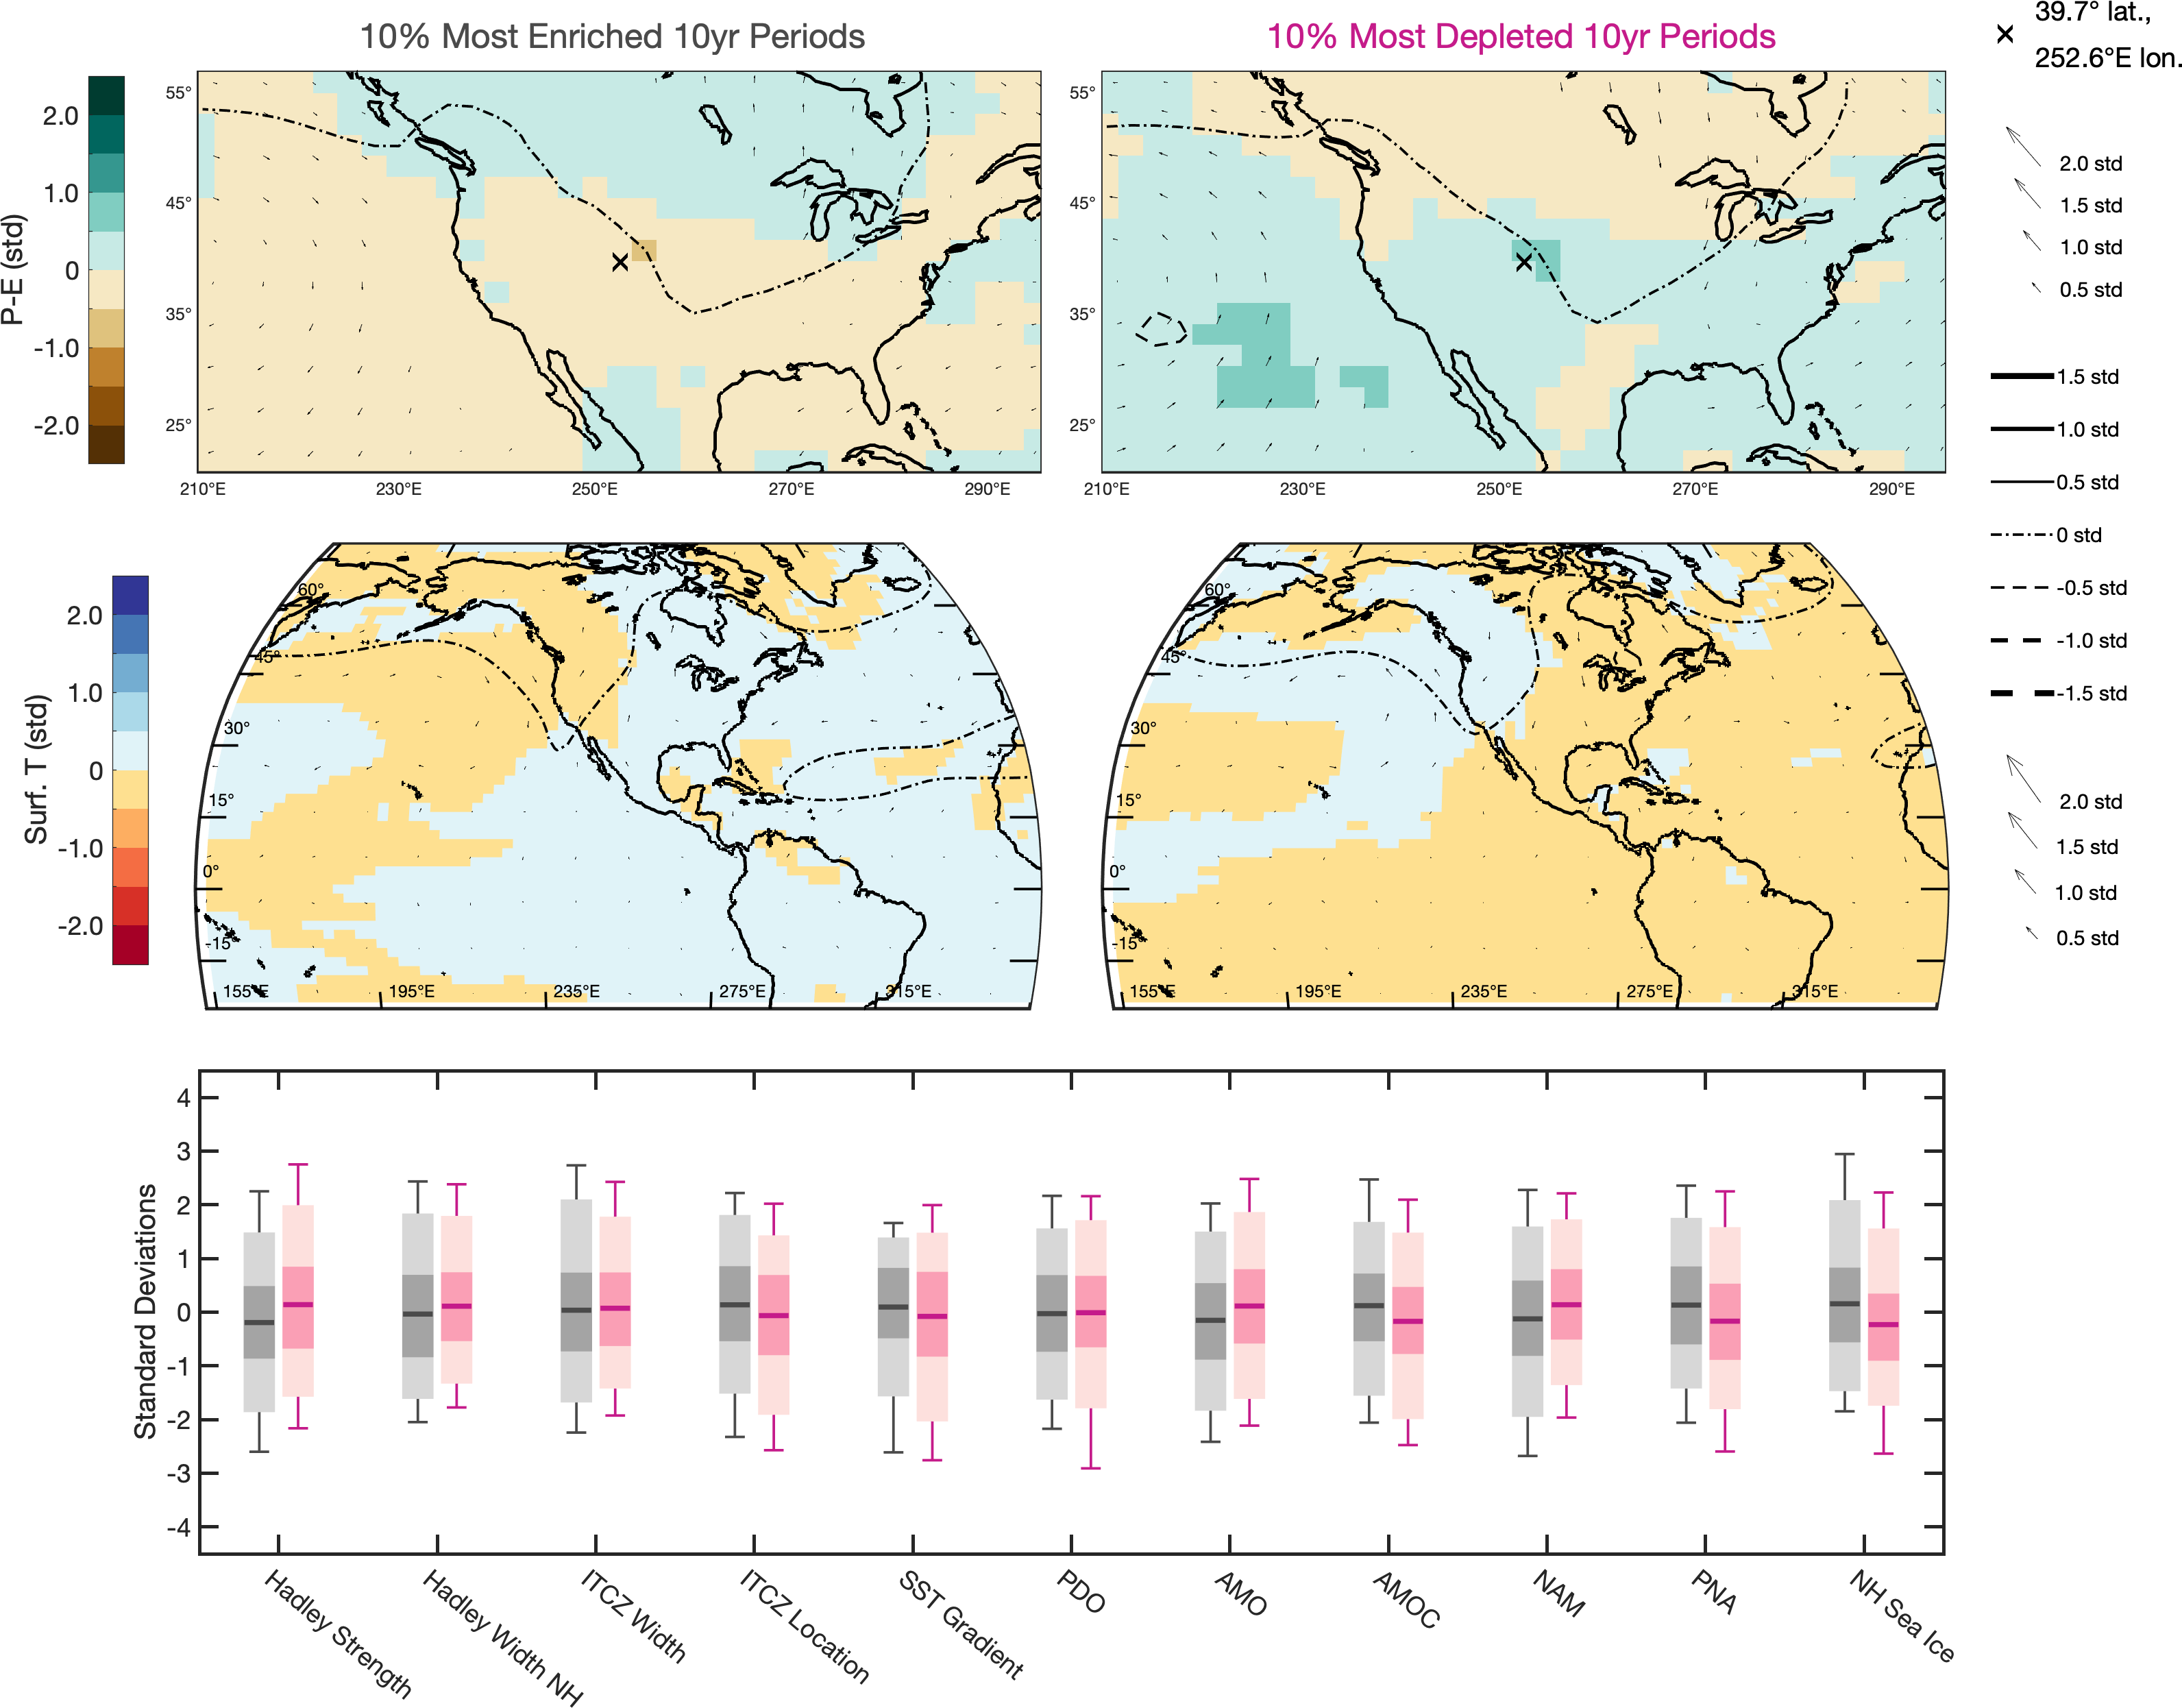 10% Most Enriched 10yr Periods
10% Most Depleted 10yr Periods
39.7° lat.,
252.6°E lon.
P-E (std)
2.0
1.0
0
-1.0
-2.0
55°
45°
35°
25°
210°E
230°E
250°E
270°E
290°E
55°
45°
35°
25°
210°E
230°E
250°E
270°E
290°E
2.0 std
1.5 std
1.0 std
0.5 std
1.5 std
1.0 std
0.5 std
0 std
-0.5 std
-1.0 std
-1.5 std
2.0 std
1.5 std
1.0 std
0.5 std
Surf. T (std)
2.0
1.0
0
-1.0
-2.0
60°
45°
30°
15°
0°
-15°
155°E
195°E
235°E
275°E
315°E
60°
45°
30°
15°
0°
-15°
155°E
195°E
235°E
275°E
315°E
Standard Deviations
4
3
2
1
0
-1
-2
-3
-4
Hadley Strength
Hadley Width NH
ITCZ Width
ITCZ Location
SST Gradient
PDO
AMO
AMOC
NAM
PNA
NH Sea Ice